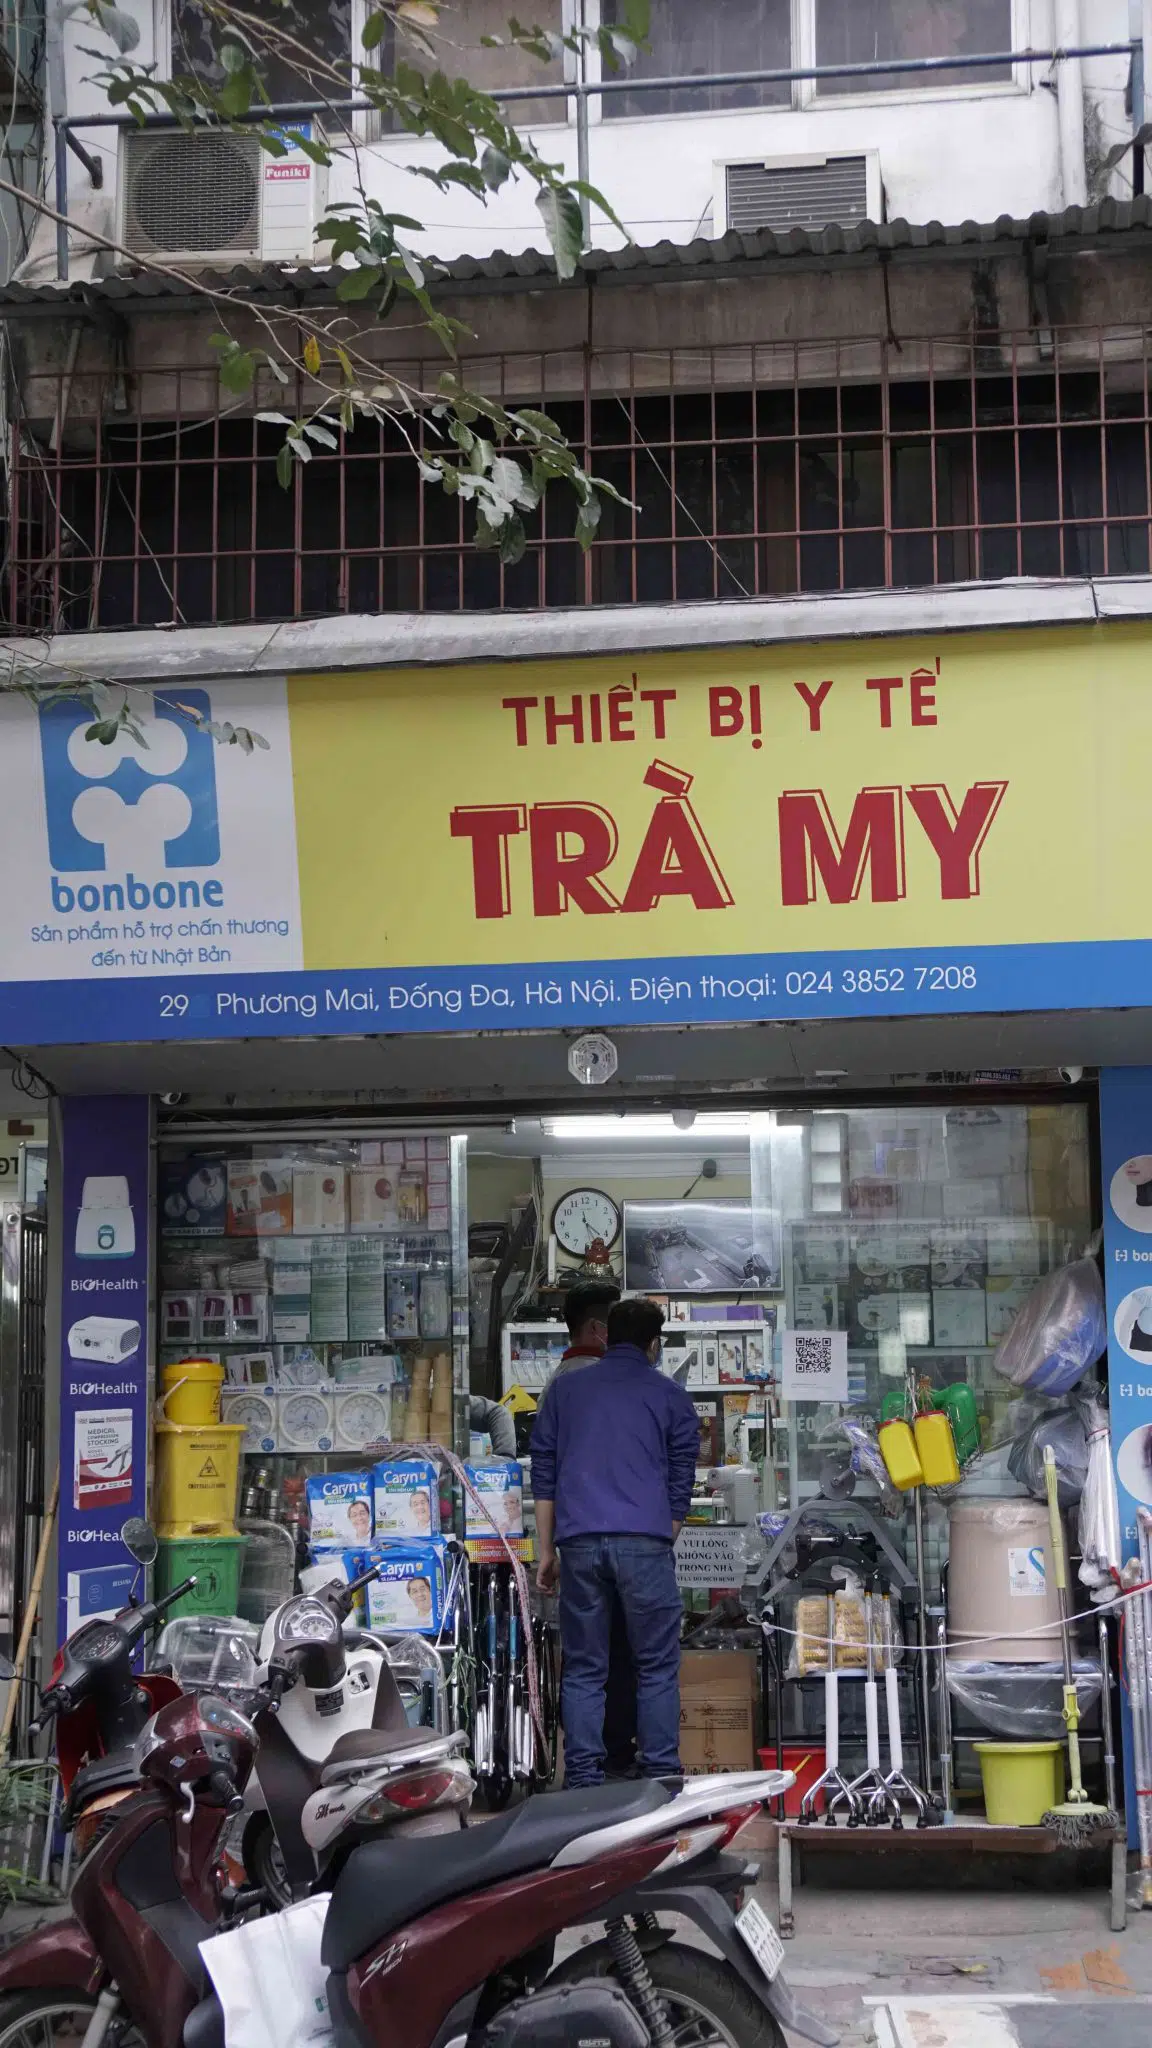 Funiki
THIẾT BỊ Y TẾ
TRÀ MY
bonbone
Sản phẩm hỗ trợ chấn thương
đến từ Nhật Bản
29 Phương Mai, Đống Đa, Hà Nội. Điện thoại: 024 3852 7208
BiOHealth
BiOHealth
MEDICAL
COMPRESSION
STOCKING
Caryn
Caryn
Caryn
Caryn
VUI LÒNG
KHÔNG VÀO
TRONG NHÀ
SH